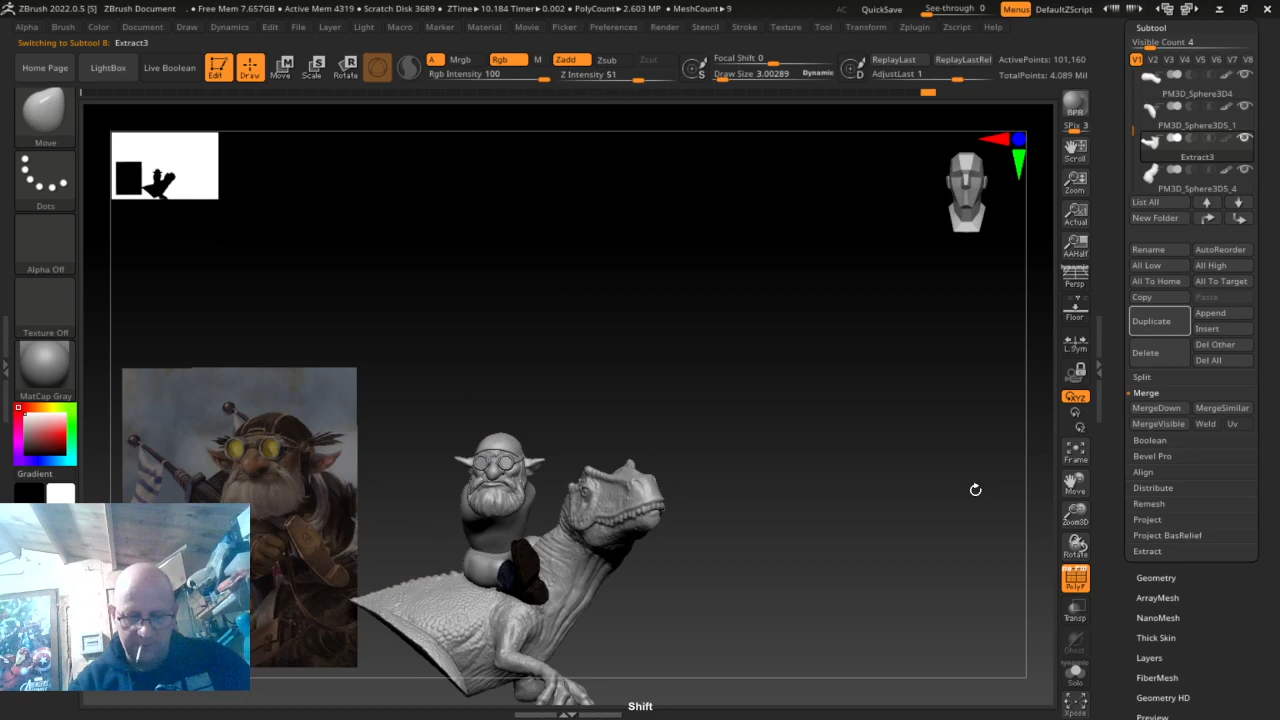 ZBrush 2022.0.5 [S] ZBrush Document • Free Mem 7.657GB • Active Mem 4319 • Scratch Disk 3689 • ZTime▸10.184 Timer▸0.002 • PolyCount▸2.603 MP • MeshCount▸9 AC QuickSave See-through 0 Menus DefaultZScript
Alpha Brush Color Document Draw Dynamics Edit File Layer Light Macro Marker Material Movie Picker Preferences Render Stencil Stroke Texture Tool Transform Zplugin Zscript Help
Switching to Subtool 8: Extract3
Home Page LightBox Live Boolean Edit Draw Move Scale Rotate A Mrgb Rgb M Zadd Zsub Zcut Focal Shift 0 ReplayLast ReplayLastRel ActivePoints: 101,160
Rgb Intensity 100 Z Intensity 51 S Draw Size 3.00289 Dynamic D AdjustLast 1 TotalPoints: 4.089 Mil
Move
Dots
Alpha Off
Texture Off
MatCap Gray
Gradient
BPR
SPix 3
Scroll
Zoom
Actual
AAHalf
dynamic
Persp
Floor
L.Sym
XYZ
Frame
Move
Zoom3D
Rotate
Line Fill
PolyF
Transp
Ghost
dynamic
Solo
Xpose
Subtool
Visible Count 4
V1 V2 V3 V4 V5 V6 V7 V8
PM3D_Sphere3D4
PM3D_Sphere3D5_1
Extract3
PM3D_Sphere3D5_4
List All
New Folder
Rename AutoReorder
All Low All High
All To Home All To Target
Copy Paste
Duplicate Append
Insert
Delete Del Other
Del All
Split
Merge
MergeDown MergeSimilar
MergeVisible Weld Uv
Boolean
Bevel Pro
Align
Distribute
Remesh
Project
Project BasRelief
Extract
Geometry
ArrayMesh
NanoMesh
Thick Skin
Layers
FiberMesh
Geometry HD
Preview
Shift